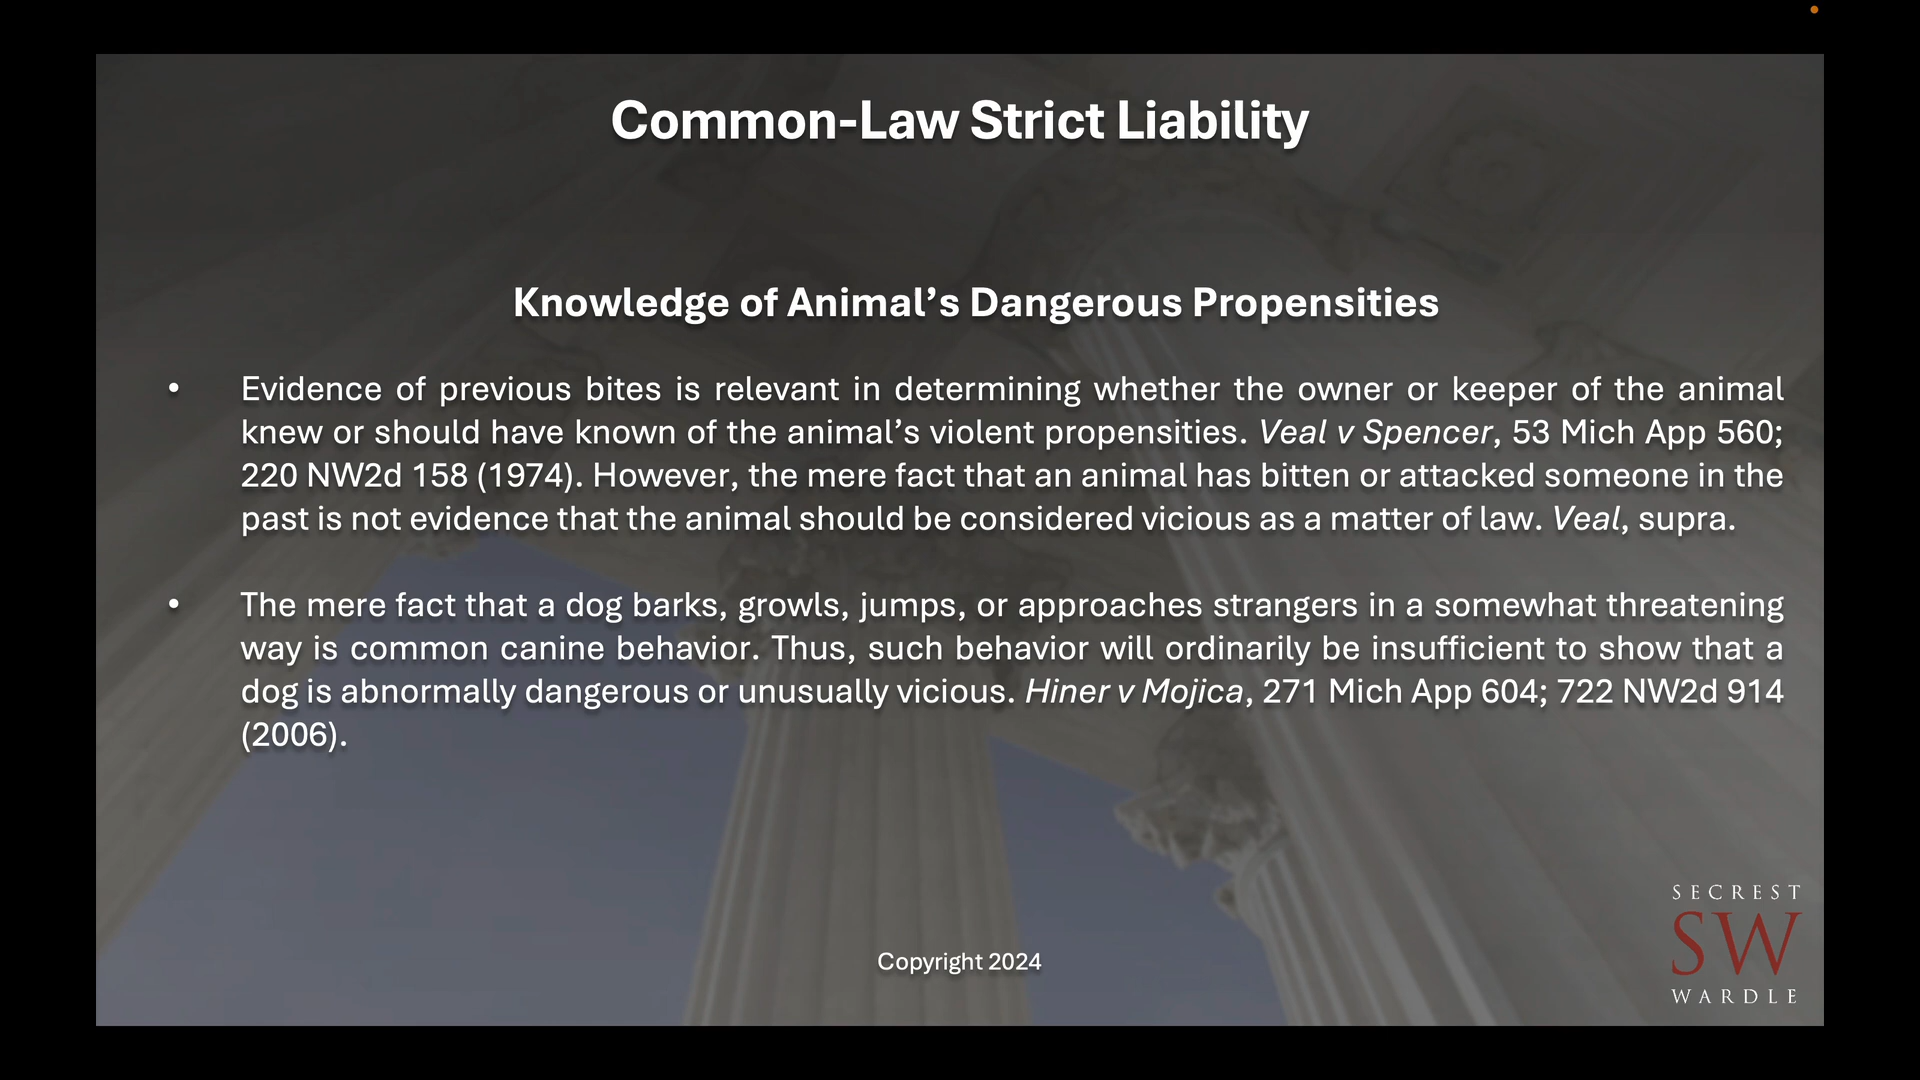 Common-Law Strict Liability
Knowledge of Animal’s Dangerous Propensities
• Evidence of previous bites is relevant in determining whether the owner or keeper of the animal
knew or should have known of the animal’s violent propensities. Veal v Spencer, 53 Mich App 560;
220 NW2d 158 (1974). However, the mere fact that an animal has bitten or attacked someone in the
past is not evidence that the animal should be considered vicious as a matter of law. Veal, supra.
• The mere fact that a dog barks, growls, jumps, or approaches strangers in a somewhat threatening
way is common canine behavior. Thus, such behavior will ordinarily be insufficient to show that a
dog is abnormally dangerous or unusually vicious. Hiner v Mojica, 271 Mich App 604; 722 NW2d 914
(2006).
Copyright 2024
SECREST
SW
WARDLE